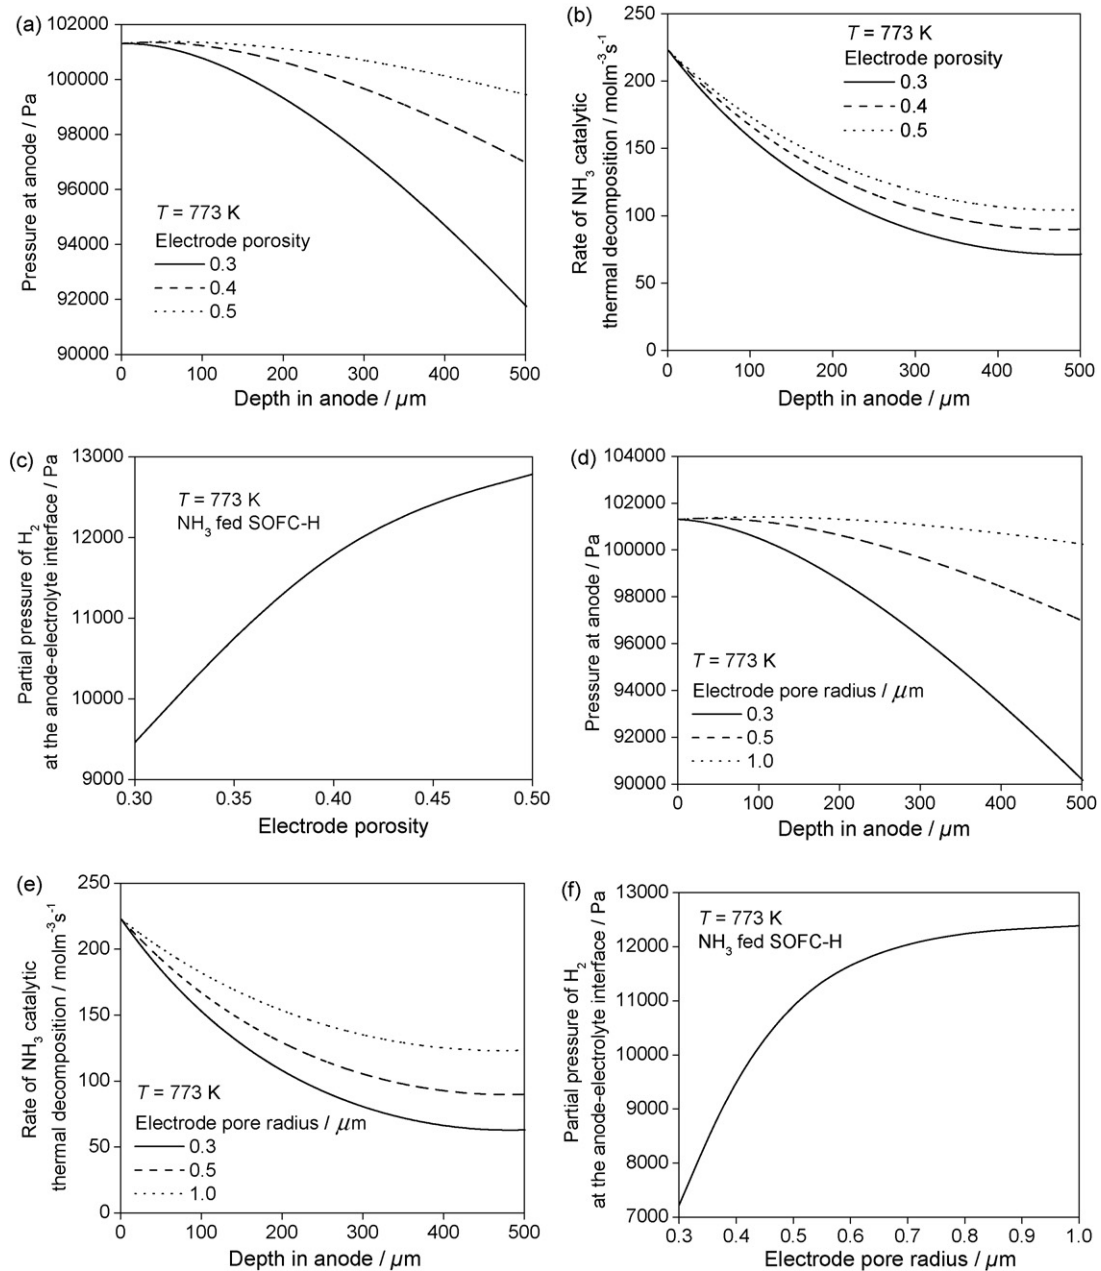 (a)
102000
100000
98000
96000
94000
92000
90000
Pressure at anode / Pa
T = 773 K
Electrode porosity
0.3
0.4
0.5
0 100 200 300 400 500
Depth in anode / μm
(b)
250
200
150
100
50
0
Rate of NH3 catalytic
thermal decomposition / molm-3s-1
T = 773 K
Electrode porosity
0.3
0.4
0.5
0 100 200 300 400 500
Depth in anode / μm
(c)
13000
12000
11000
10000
9000
Partial pressure of H2
at the anode-electrolyte interface / Pa
T = 773 K
NH3 fed SOFC-H
0.30 0.35 0.40 0.45 0.50
Electrode porosity
(d)
104000
102000
100000
98000
96000
94000
92000
90000
Pressure at anode / Pa
T = 773 K
Electrode pore radius / μm
0.3
0.5
1.0
0 100 200 300 400 500
Depth in anode / μm
(e)
250
200
150
100
50
0
Rate of NH3 catalytic
thermal decomposition / molm-3s-1
T = 773 K
Electrode pore radius / μm
0.3
0.5
1.0
0 100 200 300 400 500
Depth in anode / μm
(f)
13000
12000
11000
10000
9000
8000
7000
Partial pressure of H2
at the anode-electrolyte interface / Pa
T = 773 K
NH3 fed SOFC-H
0.3 0.4 0.5 0.6 0.7 0.8 0.9 1.0
Electrode pore radius / μm